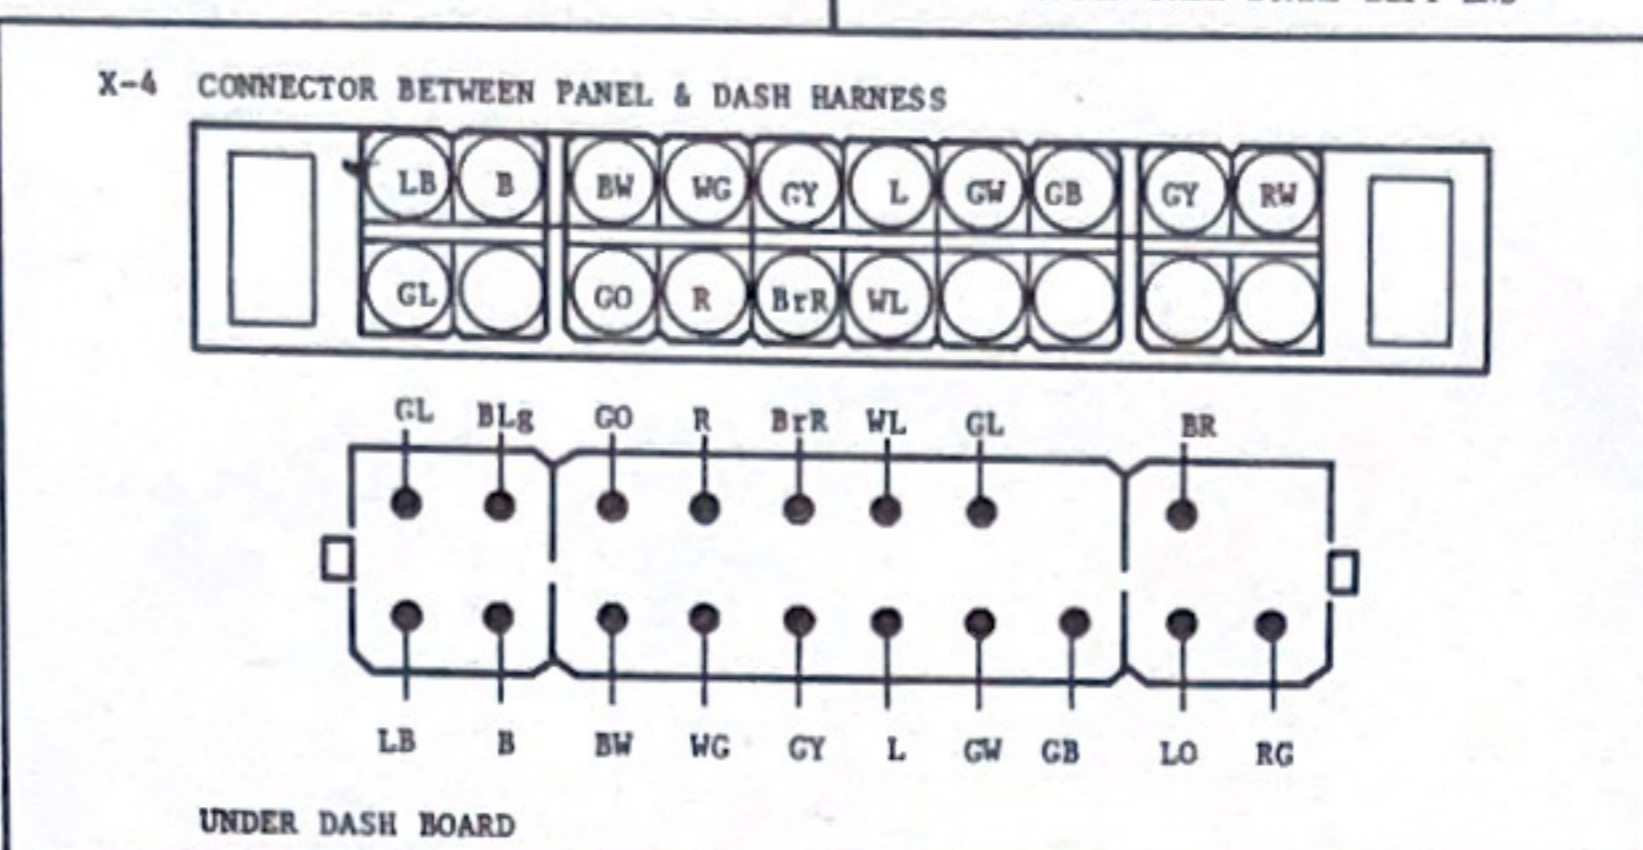 X-4 CONNECTOR BETWEEN PANEL & DASH HARNESS
LB B BW WG GY L GW GB GY RW
GL GO R BrR WL
GL BLg GO R BrR WL GL BR
LB B BW WG GY L GW GB LO RG
UNDER DASH BOARD